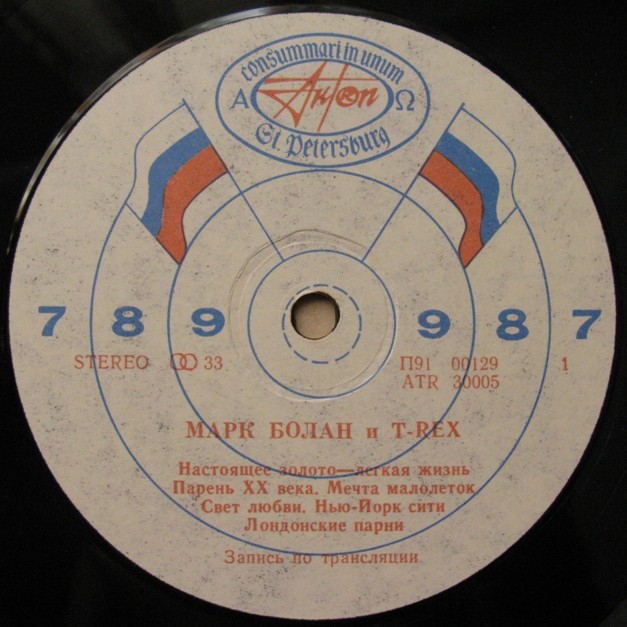 consummari in unum
А Антроп Ω
St. Petersburg
7 8 9 9 8 7
STEREO 33 П91 00129 1
ATR 30005
МАРК БОЛАН и T-REX
Настоящее золото—легкая жизнь
Парень XX века. Мечта малолеток
Свет любви. Нью-Йорк сити
Лондонские парни
Запись по трансляции